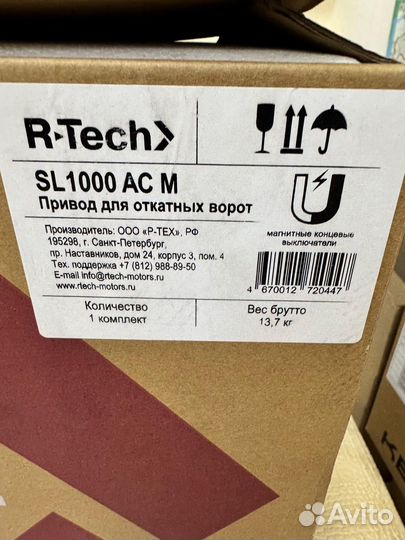 R-Tech
SL1000 AC M
Привод для откатных ворот
Производитель: ООО «Р-ТЕХ», РФ
195298, г. Санкт-Петербург,
пр. Наставников, дом 24, корпус 3, пом. 4
Тех. поддержка +7 (812) 988-89-50
E-mail info@rtech-motors.ru
www.rtech-motors.ru
магнитные концевые
выключатели
4 670012 720447
Количество
1 комплект
Вес брутто
13,7 кг
KE
Avito